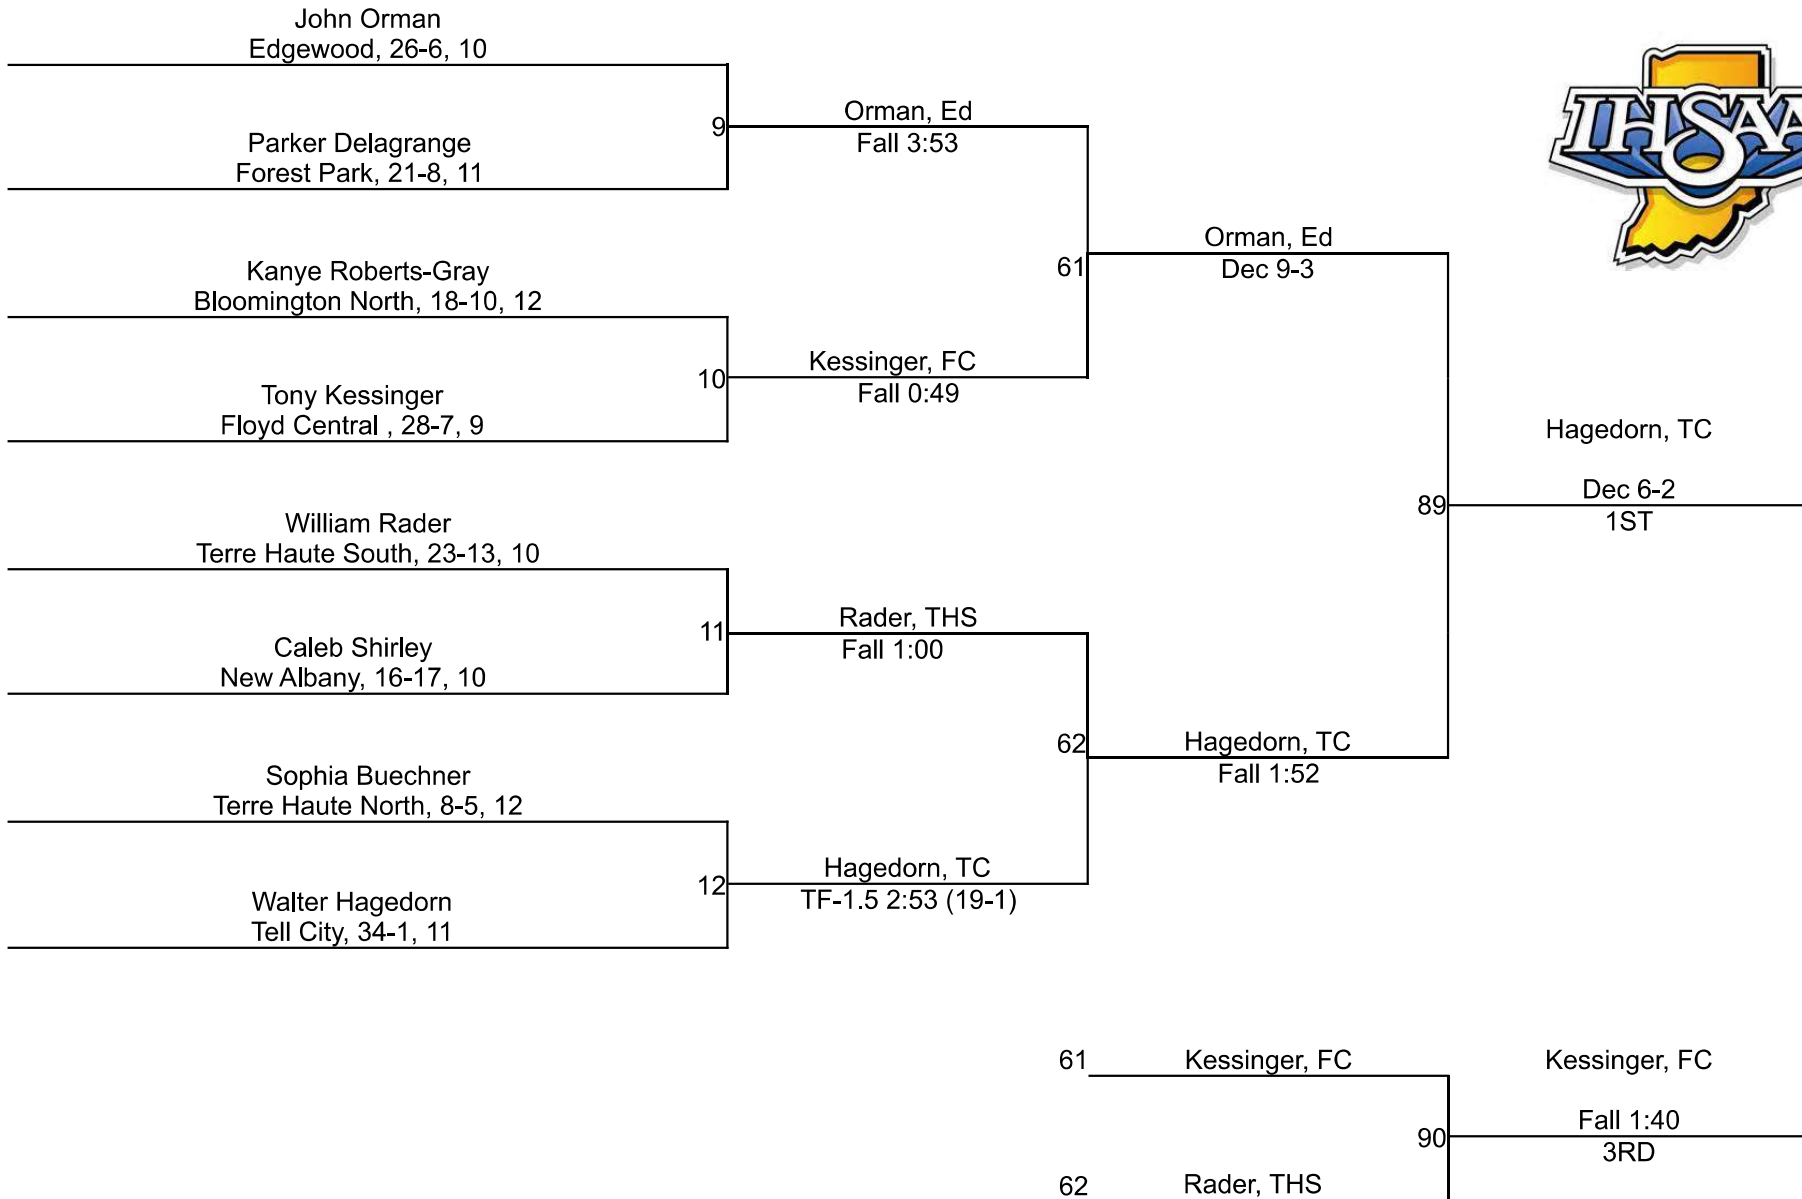 John Orman
Edgewood, 26-6, 10
Parker Delagrange
Forest Park, 21-8, 11
9
Orman, Ed
Fall 3:53
Kanye Roberts-Gray
Bloomington North, 18-10, 12
Tony Kessinger
Floyd Central , 28-7, 9
10
Kessinger, FC
Fall 0:49
61
Orman, Ed
Dec 9-3
William Rader
Terre Haute South, 23-13, 10
Caleb Shirley
New Albany, 16-17, 10
11
Rader, THS
Fall 1:00
Sophia Buechner
Terre Haute North, 8-5, 12
Walter Hagedorn
Tell City, 34-1, 11
12
Hagedorn, TC
TF-1.5 2:53 (19-1)
62
Hagedorn, TC
Fall 1:52
89
Hagedorn, TC
Dec 6-2
1ST
IHSAA
61
Kessinger, FC
62
Rader, THS
90
Kessinger, FC
Fall 1:40
3RD